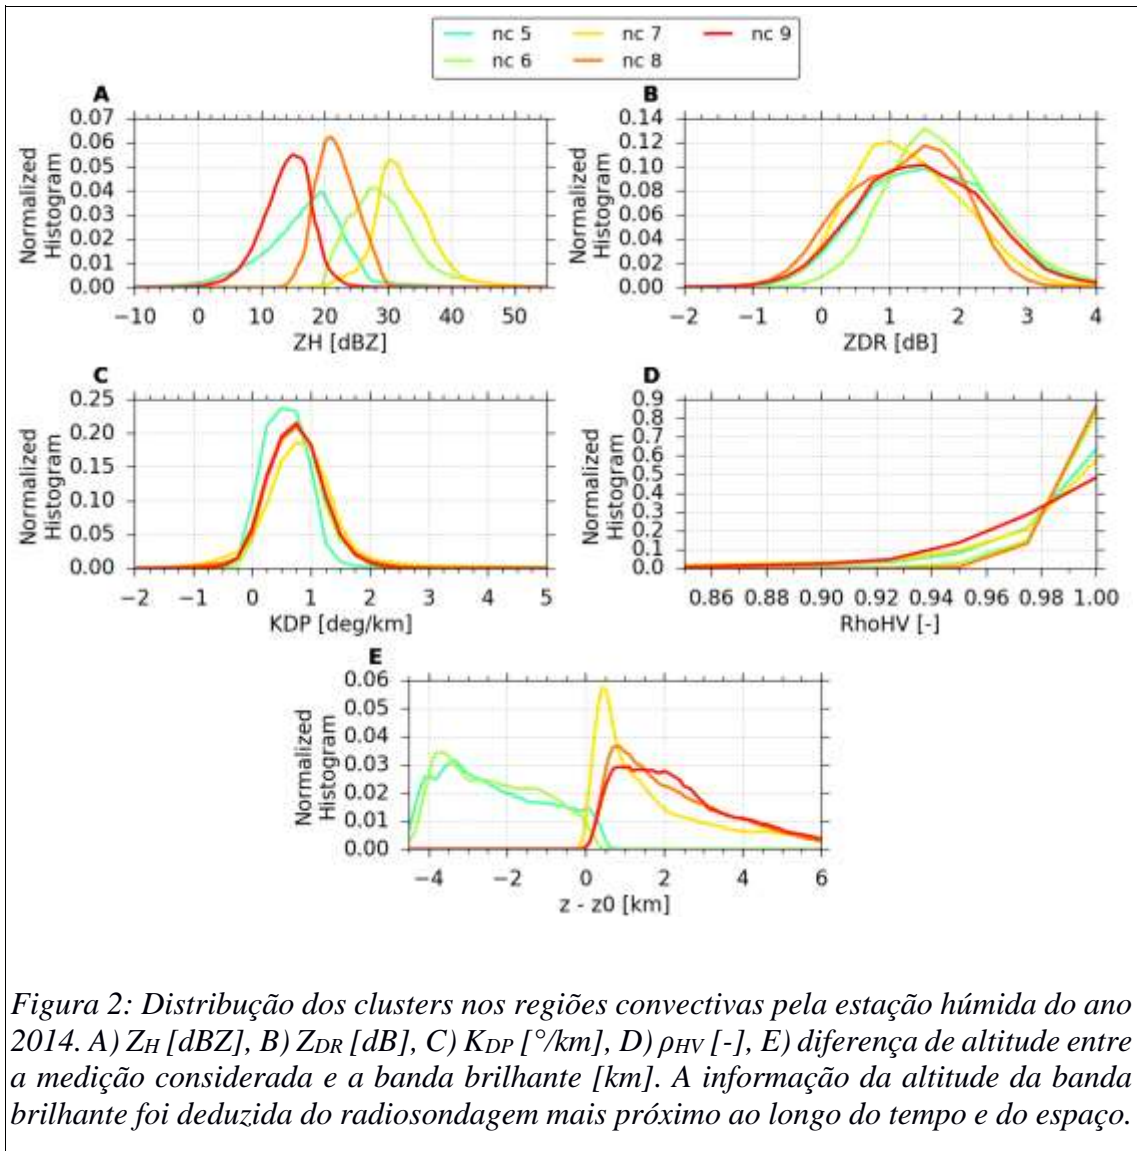 nc 5 nc 7 nc 9
nc 6 nc 8
A
Normalized
Histogram
0.07
0.06
0.05
0.04
0.03
0.02
0.01
0.00
−10 0 10 20 30 40 50
ZH [dBZ]
B
Normalized
Histogram
0.14
0.12
0.10
0.08
0.06
0.04
0.02
0.00
−2 −1 0 1 2 3 4
ZDR [dB]
C
Normalized
Histogram
0.25
0.20
0.15
0.10
0.05
0.00
−2 −1 0 1 2 3 4 5
KDP [deg/km]
D
Normalized
Histogram
0.9
0.8
0.7
0.6
0.5
0.4
0.3
0.2
0.1
0.0
0.86 0.88 0.90 0.92 0.94 0.96 0.98 1.00
RhoHV [-]
E
Normalized
Histogram
0.06
0.05
0.04
0.03
0.02
0.01
0.00
−4 −2 0 2 4 6
z - z0 [km]
Figura 2: Distribução dos clusters nos regiões convectivas pela estação húmida do ano
2014. A) ZH [dBZ], B) ZDR [dB], C) KDP [°/km], D) ρHV [-], E) diferença de altitude entre
a medição considerada e a banda brilhante [km]. A informação da altitude da banda
brilhante foi deduzida do radiosondagem mais próximo ao longo do tempo e do espaço.